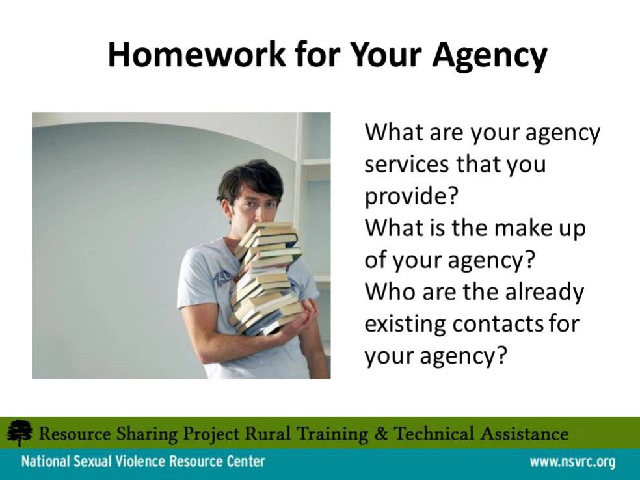 Homework for Your Agency
What are your agency
services that you
provide?
What is the make up
of your agency?
Who are the already
existing contacts for
your agency?
Resource Sharing Project Rural Training & Technical Assistance
National Sexual Violence Resource Center
www.nsvrc.org